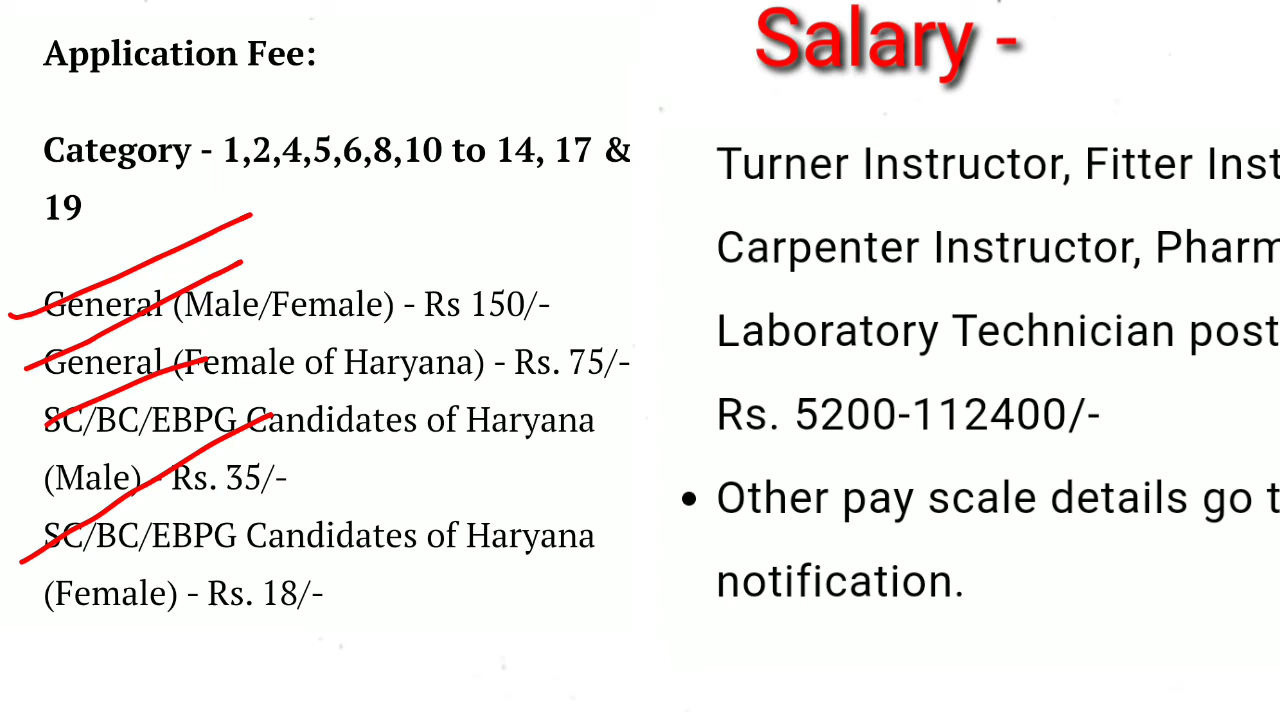 Application Fee:
Category - 1,2,4,5,6,8,10 to 14, 17 &
19
General (Male/Female) - Rs 150/-
General (Female of Haryana) - Rs. 75/-
SC/BC/EBPG Candidates of Haryana
(Male) - Rs. 35/-
SC/BC/EBPG Candidates of Haryana
(Female) - Rs. 18/-
Salary -
Turner Instructor, Fitter Inst
Carpenter Instructor, Pharm
Laboratory Technician post
Rs. 5200-112400/-
• Other pay scale details go t
notification.